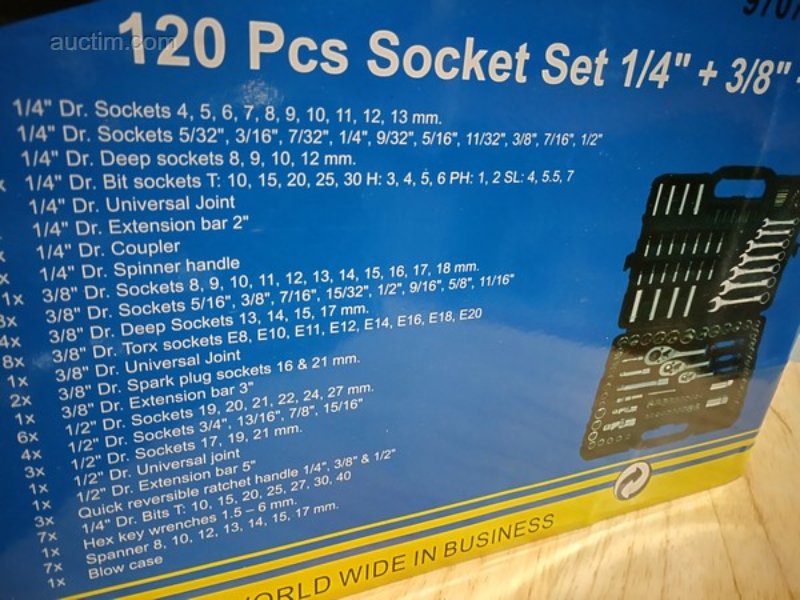 auctim.com
120 Pcs Socket Set 1/4" + 3/8"
1/4" Dr. Sockets 4, 5, 6, 7, 8, 9, 10, 11, 12, 13 mm.
1/4" Dr. Sockets 5/32", 3/16", 7/32", 1/4", 9/32", 5/16", 11/32", 3/8", 7/16", 1/2"
1/4" Dr. Deep sockets 8, 9, 10, 12 mm.
x 1/4" Dr. Bit sockets T: 10, 15, 20, 25, 30 H: 3, 4, 5, 6 PH: 1, 2 SL: 4, 5.5, 7
1/4" Dr. Universal Joint
1/4" Dr. Extension bar 2"
x 1/4" Dr. Coupler
x 1/4" Dr. Spinner handle
1x 3/8" Dr. Sockets 8, 9, 10, 11, 12, 13, 14, 15, 16, 17, 18 mm.
8x 3/8" Dr. Sockets 5/16", 3/8", 7/16", 15/32", 1/2", 9/16", 5/8", 11/16"
4x 3/8" Dr. Deep Sockets 13, 14, 15, 17 mm.
8x 3/8" Dr. Torx sockets E8, E10, E11, E12, E14, E16, E18, E20
1x 3/8" Dr. Universal Joint
2x 3/8" Dr. Spark plug sockets 16 & 21 mm.
1x 3/8" Dr. Extension bar 3"
6x 1/2" Dr. Sockets 19, 20, 21, 22, 24, 27 mm.
4x 1/2" Dr. Sockets 3/4", 13/16", 7/8", 15/16"
3x 1/2" Dr. Sockets 17, 19, 21 mm.
1x 1/2" Dr. Universal joint
1x 1/2" Dr. Extension bar 5"
3x Quick reversible ratchet handle 1/4", 3/8" & 1/2"
7x 1/4" Dr. Bits T: 10, 15, 20, 25, 27, 30, 40
1x Hex key wrenches 1.5 – 6 mm.
7x Spanner 8, 10, 12, 13, 14, 15, 17 mm.
1x Blow case
WORLD WIDE IN BUSINESS